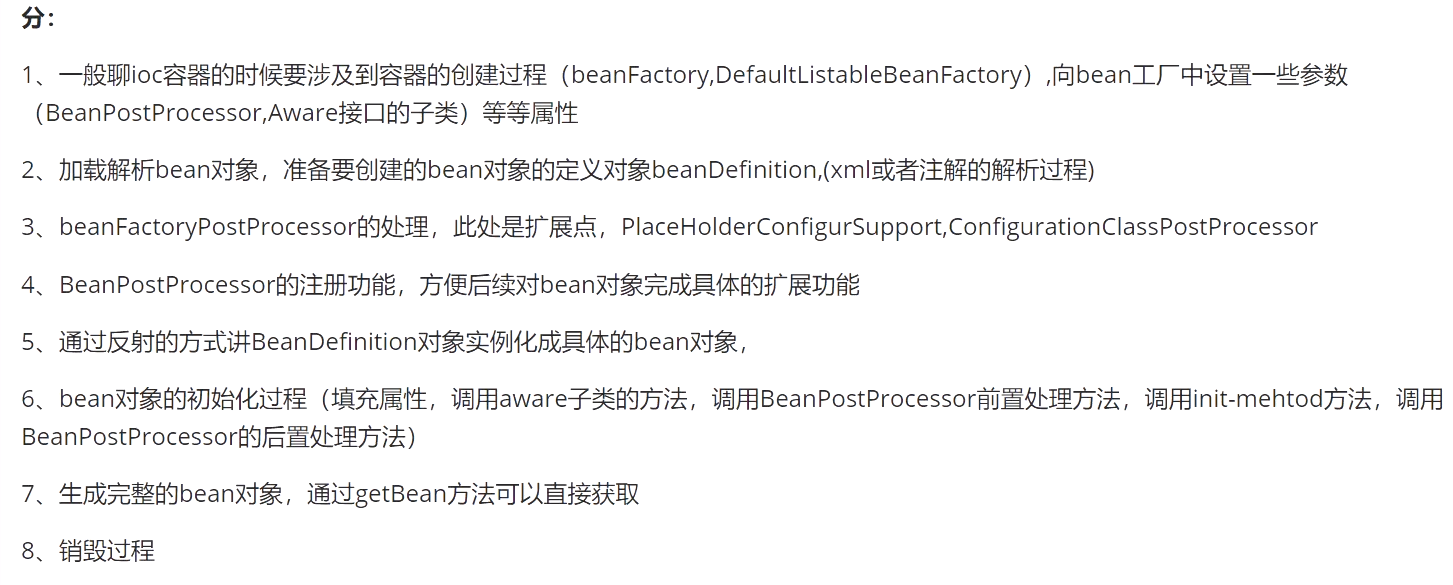 分：
1、一般聊ioc容器的时候要涉及到容器的创建过程（beanFactory,DefaultListableBeanFactory）,向bean工厂中设置一些参数
（BeanPostProcessor,Aware接口的子类）等等属性
2、加载解析bean对象，准备要创建的bean对象的定义对象beanDefinition,(xml或者注解的解析过程)
3、beanFactoryPostProcessor的处理，此处是扩展点，PlaceHolderConfigurSupport,ConfigurationClassPostProcessor
4、BeanPostProcessor的注册功能，方便后续对bean对象完成具体的扩展功能
5、通过反射的方式讲BeanDefinition对象实例化成具体的bean对象，
6、bean对象的初始化过程（填充属性，调用aware子类的方法，调用BeanPostProcessor前置处理方法，调用init-mehtod方法，调用
BeanPostProcessor的后置处理方法）
7、生成完整的bean对象，通过getBean方法可以直接获取
8、销毁过程